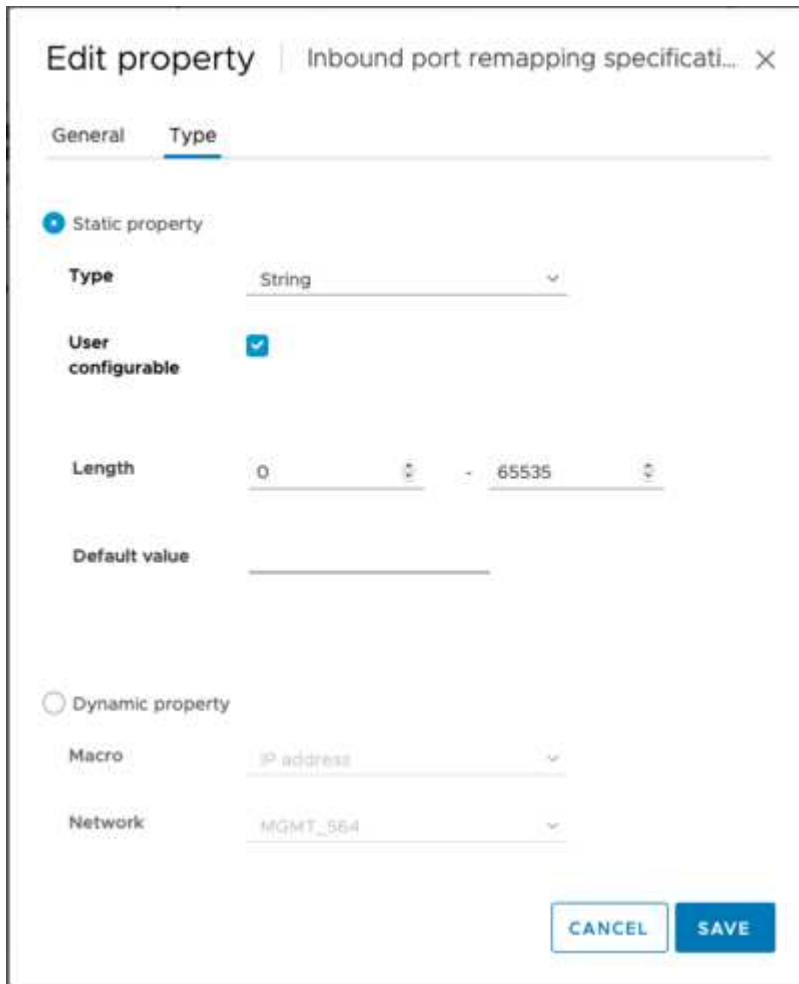 Edit property Inbound port remapping specificati...
General Type
Static property
Type String
User
configurable
Length 0 - 65535
Default value
Dynamic property
Macro IP address
Network MGMT_564
CANCEL SAVE